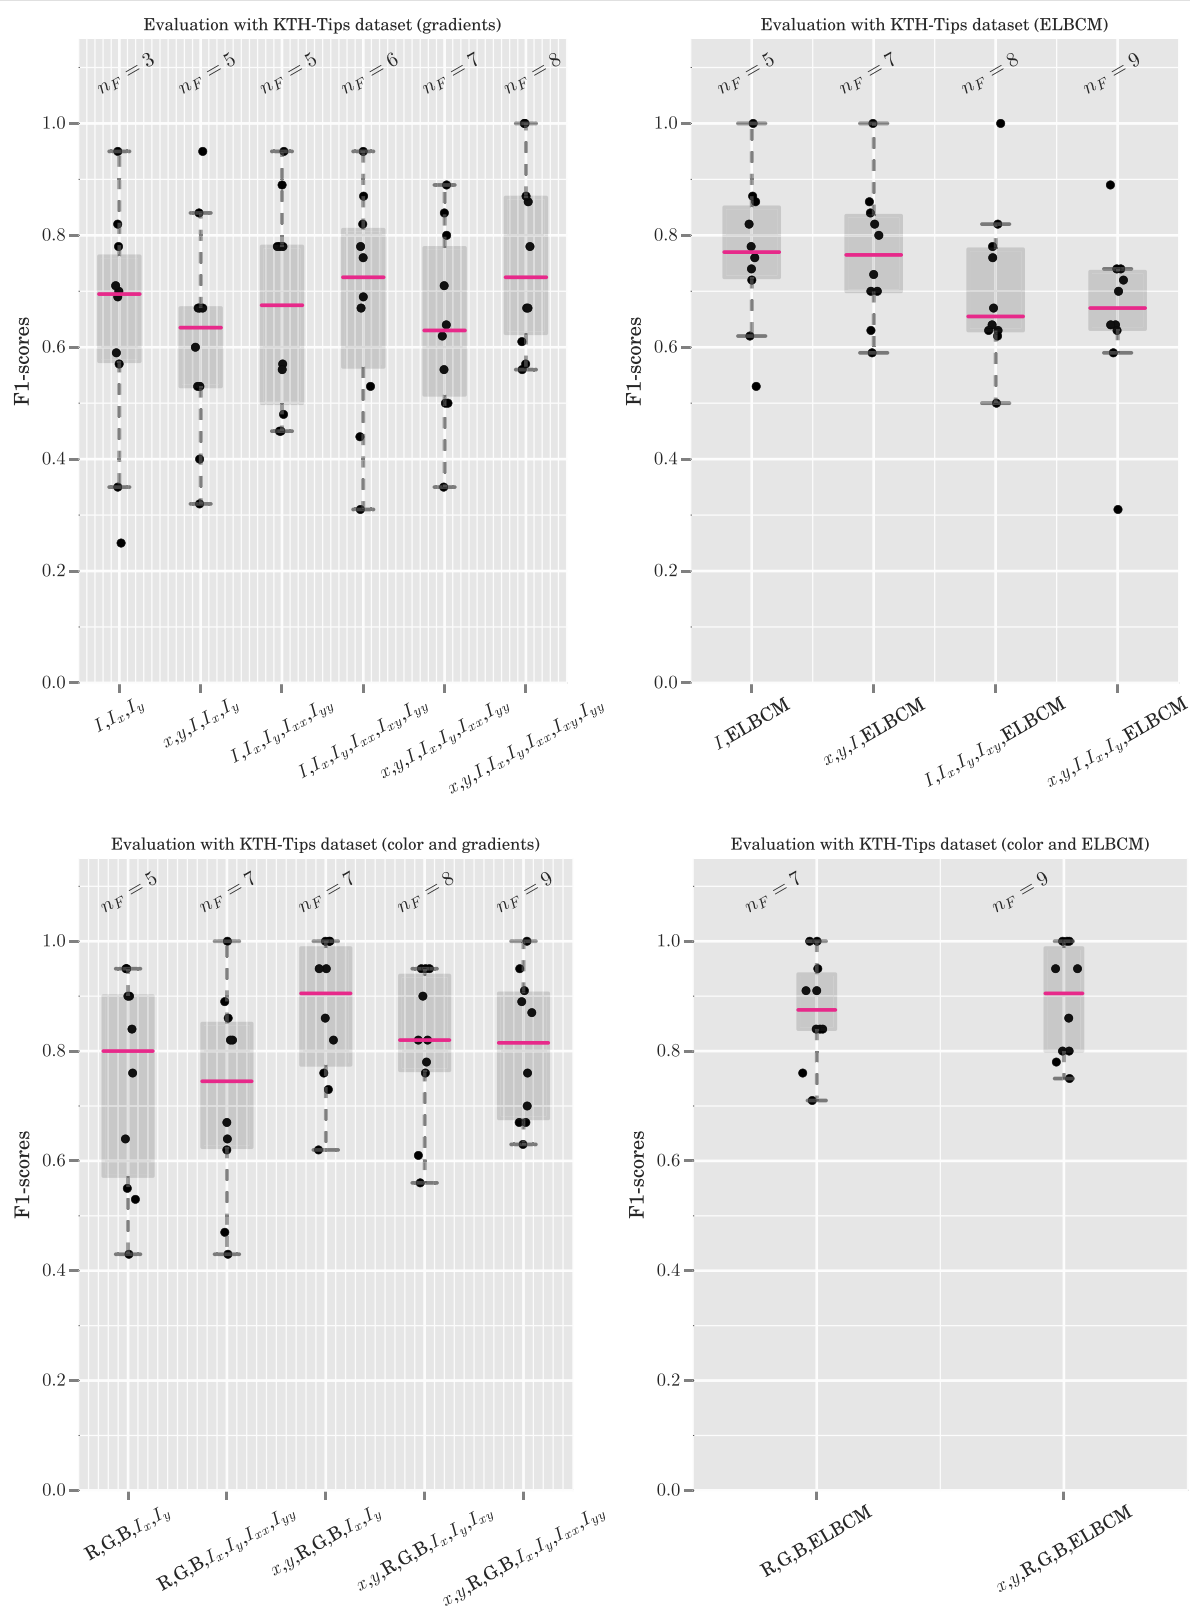 Evaluation with KTH-Tips dataset (gradients)
n_F = 3
n_F = 5
n_F = 5
n_F = 6
n_F = 7
n_F = 8
F1-scores
1.0
0.8
0.6
0.4
0.2
0.0
I,I_x,I_y
x,y,I,I_x,I_y
I,I_x,I_y,I_xx,I_yy
I,I_x,I_y,I_xx,I_xy,I_yy
x,y,I,I_x,I_y,I_xx,I_yy
x,y,I,I_x,I_y,I_xx,I_xy,I_yy
Evaluation with KTH-Tips dataset (ELBCM)
n_F = 5
n_F = 7
n_F = 8
n_F = 9
F1-scores
1.0
0.8
0.6
0.4
0.2
0.0
I,ELBCM
x,y,I,ELBCM
I,I_x,I_y,I_xy,ELBCM
x,y,I,I_x,I_y,ELBCM
Evaluation with KTH-Tips dataset (color and gradients)
n_F = 5
n_F = 7
n_F = 7
n_F = 8
n_F = 9
F1-scores
1.0
0.8
0.6
0.4
0.2
0.0
R,G,B,I_x,I_y
R,G,B,I_x,I_y,I_xx,I_yy
x,y,R,G,B,I_x,I_y
x,y,R,G,B,I_x,I_y,I_xy
x,y,R,G,B,I_x,I_y,I_xx,I_yy
Evaluation with KTH-Tips dataset (color and ELBCM)
n_F = 7
n_F = 9
F1-scores
1.0
0.8
0.6
0.4
0.2
0.0
R,G,B,ELBCM
x,y,R,G,B,ELBCM